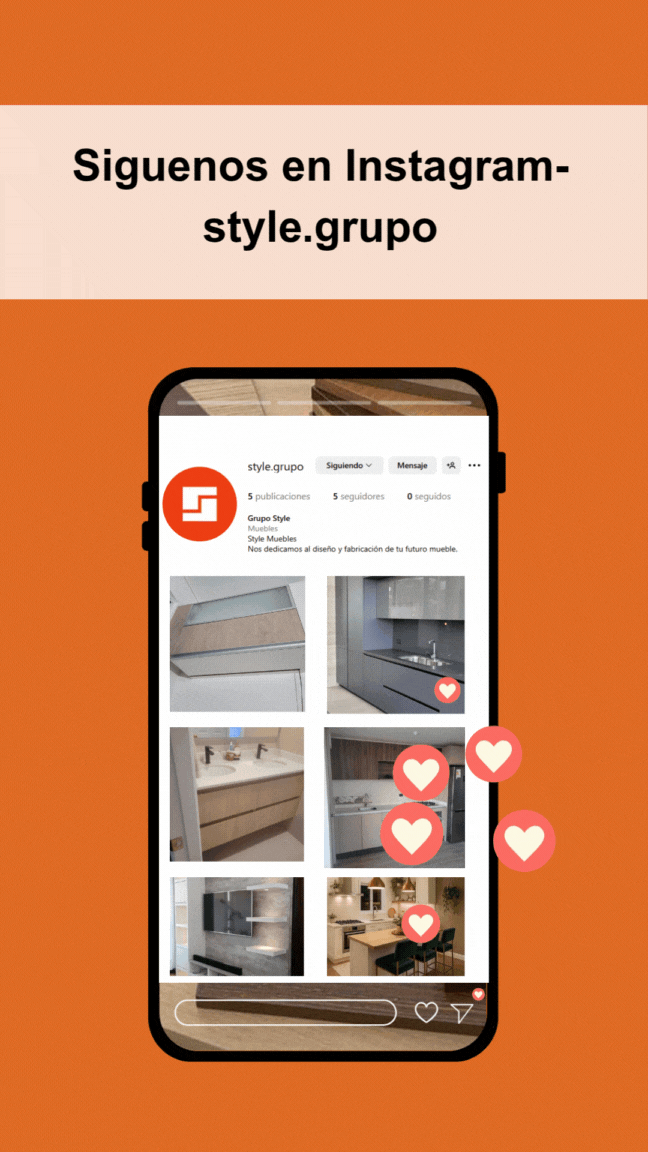 Siguenos en Instagram-
style.grupo
style.grupo Siguiendo Mensaje
5 publicaciones 5 seguidores 0 seguidos
Grupo Style
Muebles
Style Muebles
Nos dedicamos al diseño y fabricación de tu futuro mueble.